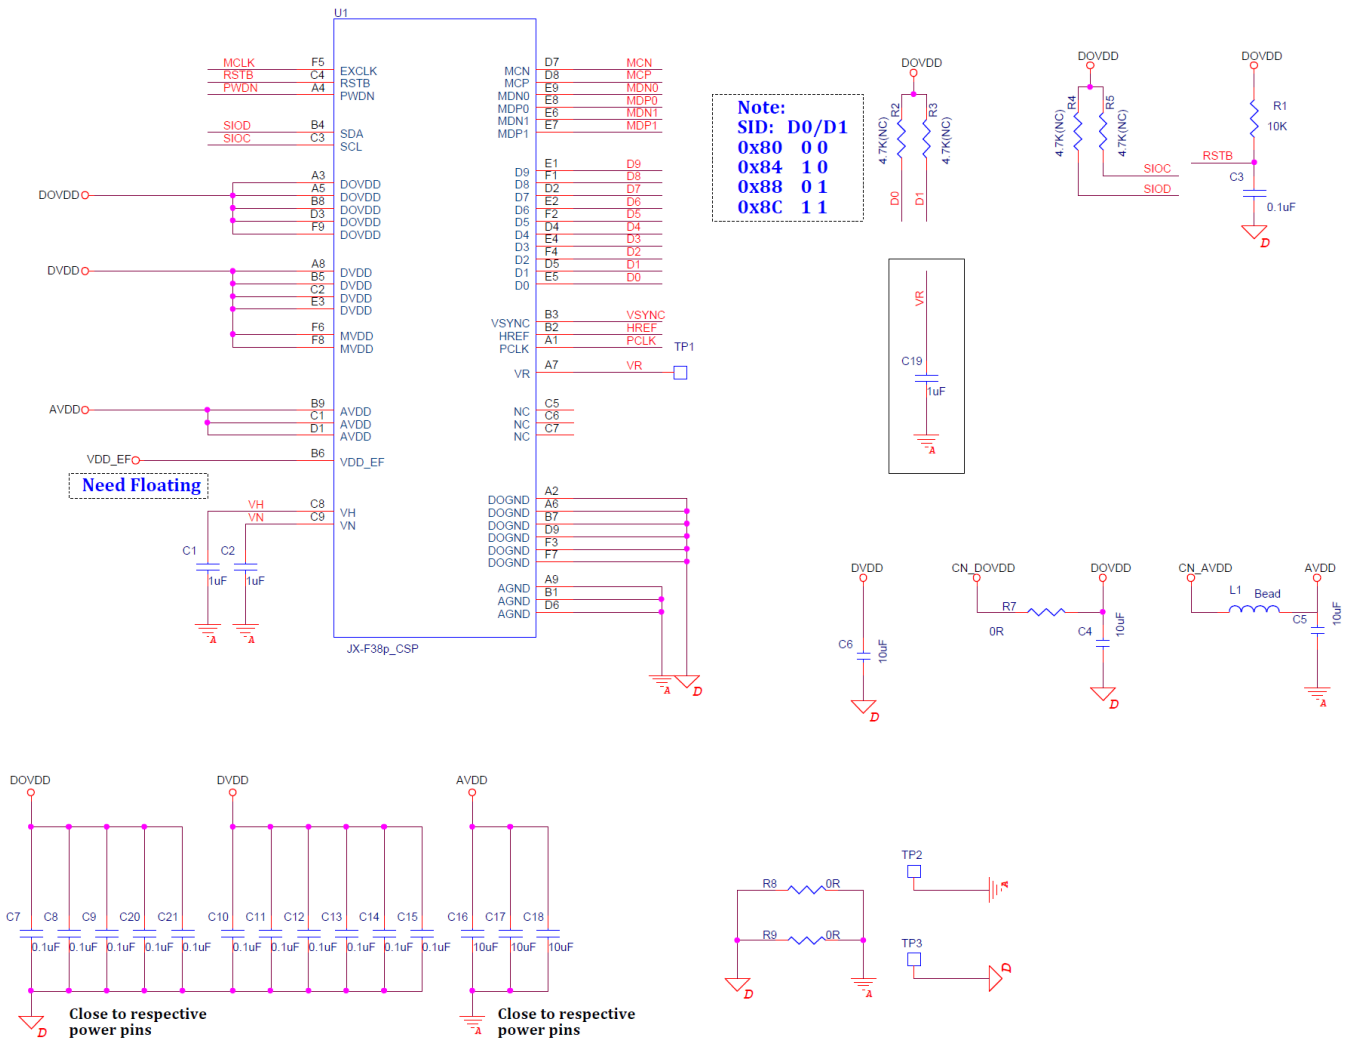 U1
MCLK F5 EXCLK
RSTB C4 RSTB
PWDN A4 PWDN
SIOD B4 SDA
SIOC C3 SCL
A3 DOVDD
DOVDD A5 DOVDD
B8 DOVDD
D3 DOVDD
F9 DOVDD
DVDD A8 DVDD
B5 DVDD
C2 DVDD
E3 DVDD
F6 MVDD
F8 MVDD
AVDD B9 AVDD
C1 AVDD
D1 AVDD
VDD_EF B6 VDD_EF
Need Floating
VH C8 VH
VN C9 VN
C1 C2
1uF 1uF
A A
MCN D7 MCN
MCP D8 MCP
MDN0 E9 MDN0
MDP0 E8 MDP0
MDN1 E6 MDN1
MDP1 E7 MDP1
D9 E1 D9
D8 F1 D8
D7 D2 D7
D6 E2 D6
D5 F2 D5
D4 D4 D4
D3 E4 D3
D2 F4 D2
D1 D5 D1
D0 E5 D0
VSYNC B3 VSYNC
HREF B2 HREF
PCLK A1 PCLK
TP1
VR A7 VR
NC C5
NC C6
NC C7
DOGND A2
DOGND A6
DOGND B7
DOGND D9
DOGND F3
DOGND F7
AGND A9
AGND B1
AGND D6
A D
JX-F38p_CSP
Note:
SID: D0/D1
0x80 0 0
0x84 1 0
0x88 0 1
0x8C 1 1
DOVDD
R2 R3
4.7K(NC) 4.7K(NC)
D0 D1
DOVDD
R4 R5
4.7K(NC) 4.7K(NC)
SIOC
SIOD
DOVDD
R1
10K
RSTB
C3
0.1uF
D
VR
C19
1uF
A
DVDD
C6 10uF
D
CN_DOVDD DOVDD
R7
0R
C4 10uF
D
CN_AVDD AVDD
L1 Bead
C5 10uF
A
DOVDD DVDD AVDD
C7 C8 C9 C20 C21 C10 C11 C12 C13 C14 C15 C16 C17 C18
0.1uF 0.1uF 0.1uF 0.1uF 0.1uF 0.1uF 0.1uF 0.1uF 0.1uF 0.1uF 0.1uF 10uF 10uF 10uF
D Close to respective
power pins
A Close to respective
power pins
R8 0R
R9 0R
D A
TP2
A
TP3
D